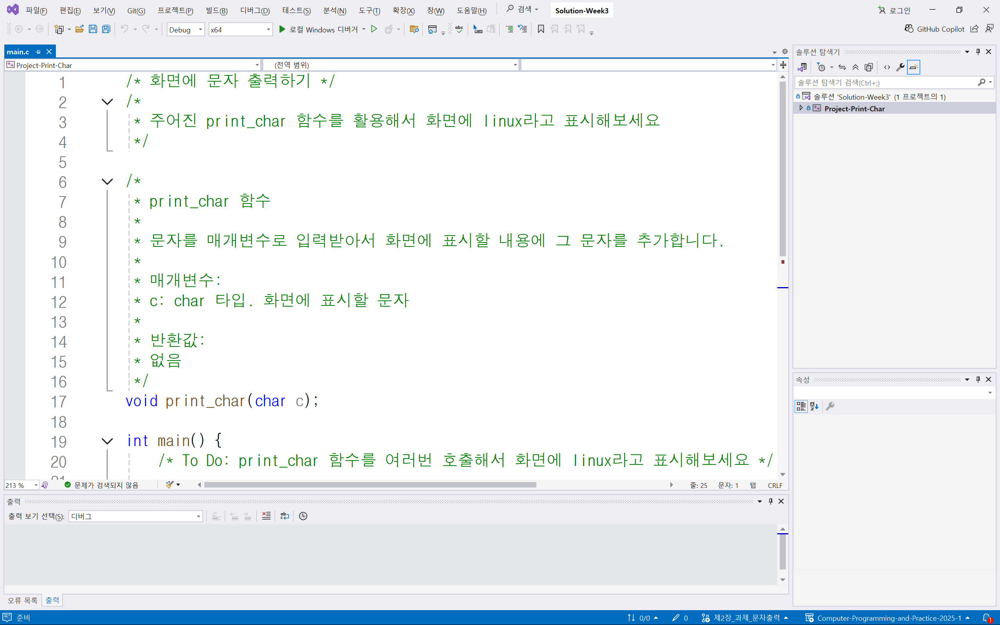 파일(F) 편집(E) 보기(V) Git(G) 프로젝트(P) 빌드(B) 디버그(D) 테스트(S) 분석(N) 도구(T) 확장(X) 창(W) 도움말(H) 검색 Solution-Week3 로그인
Debug x64 로컬 Windows 디버거 GitHub Copilot
main.c
Project-Print-Char (전역 범위)
1 /* 화면에 문자 출력하기 */
2 /*
3 * 주어진 print_char 함수를 활용해서 화면에 linux라고 표시해보세요
4 */
5
6 /*
7 * print_char 함수
8 *
9 * 문자를 매개변수로 입력받아서 화면에 표시할 내용에 그 문자를 추가합니다.
10 *
11 * 매개변수:
12 * c: char 타입. 화면에 표시할 문자
13 *
14 * 반환값:
15 * 없음
16 */
17 void print_char(char c);
18
19 int main() {
20 /* To Do: print_char 함수를 여러번 호출해서 화면에 linux라고 표시해보세요 */
21
213 % 문제가 검색되지 않음 줄: 25 문자: 1 탭 CRLF
출력
출력 보기 선택(S): 디버그
오류 목록 출력
솔루션 탐색기
솔루션 탐색기 검색(Ctrl+;)
솔루션 'Solution-Week3' (1 프로젝트의 1)
Project-Print-Char
속성
준비 0/0 0 제2장_과제_문자출력 Computer-Programming-and-Practice-2025-1 1